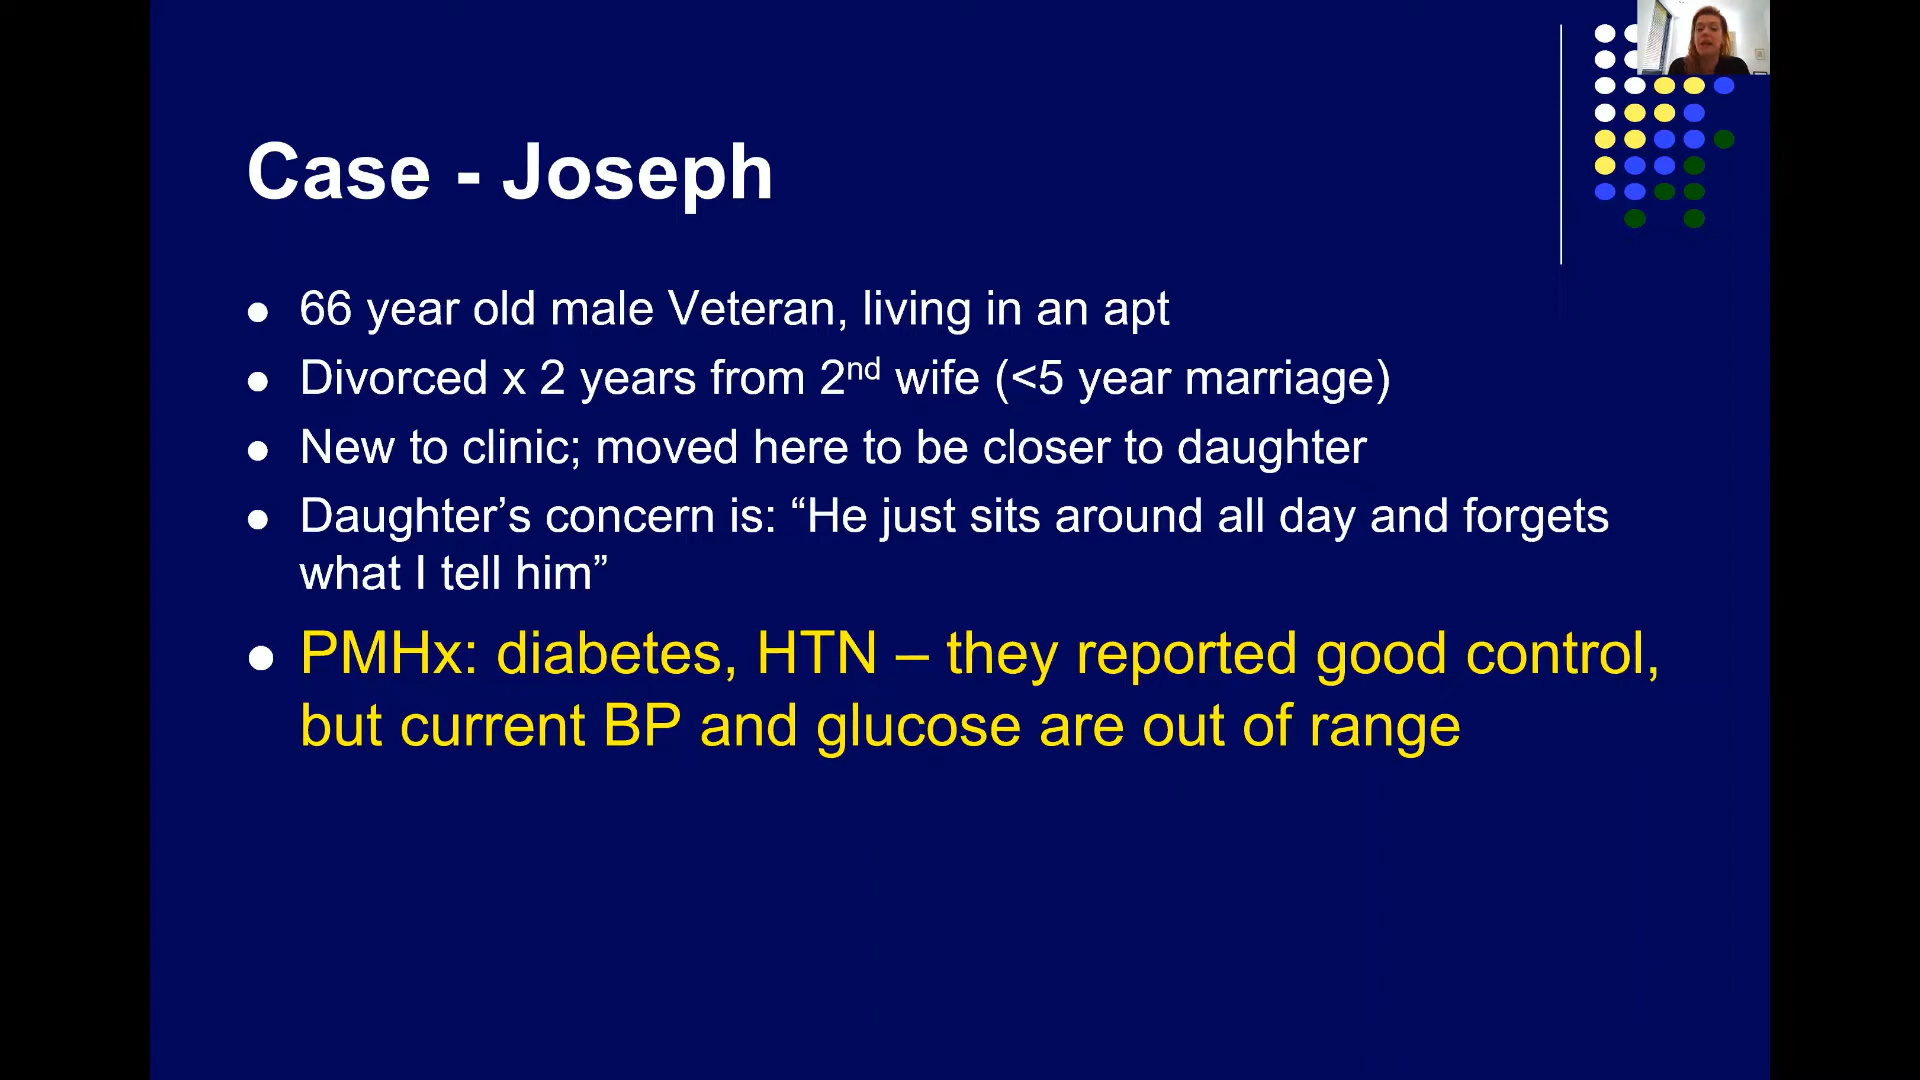 Case - Joseph
66 year old male Veteran, living in an apt
Divorced x 2 years from 2nd wife (<5 year marriage)
New to clinic; moved here to be closer to daughter
Daughter’s concern is: “He just sits around all day and forgets
what I tell him”
PMHx: diabetes, HTN – they reported good control,
but current BP and glucose are out of range